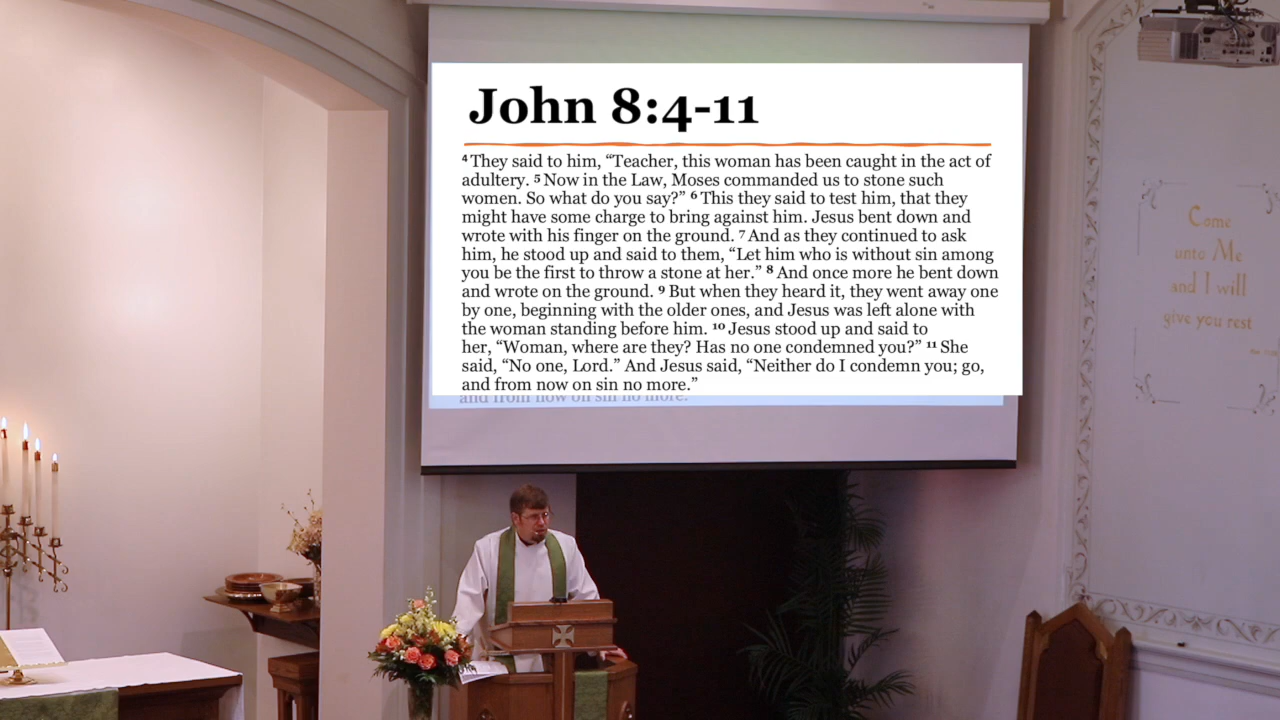 John 8:4-11
⁴ They said to him, “Teacher, this woman has been caught in the act of
adultery. ⁵ Now in the Law, Moses commanded us to stone such
women. So what do you say?” ⁶ This they said to test him, that they
might have some charge to bring against him. Jesus bent down and
wrote with his finger on the ground. ⁷ And as they continued to ask
him, he stood up and said to them, “Let him who is without sin among
you be the first to throw a stone at her.” ⁸ And once more he bent down
and wrote on the ground. ⁹ But when they heard it, they went away one
by one, beginning with the older ones, and Jesus was left alone with
the woman standing before him. ¹⁰ Jesus stood up and said to
her, “Woman, where are they? Has no one condemned you?” ¹¹ She
said, “No one, Lord.” And Jesus said, “Neither do I condemn you; go,
and from now on sin no more.”
and from now on sin no more.
Come
unto Me
and I will
give you rest